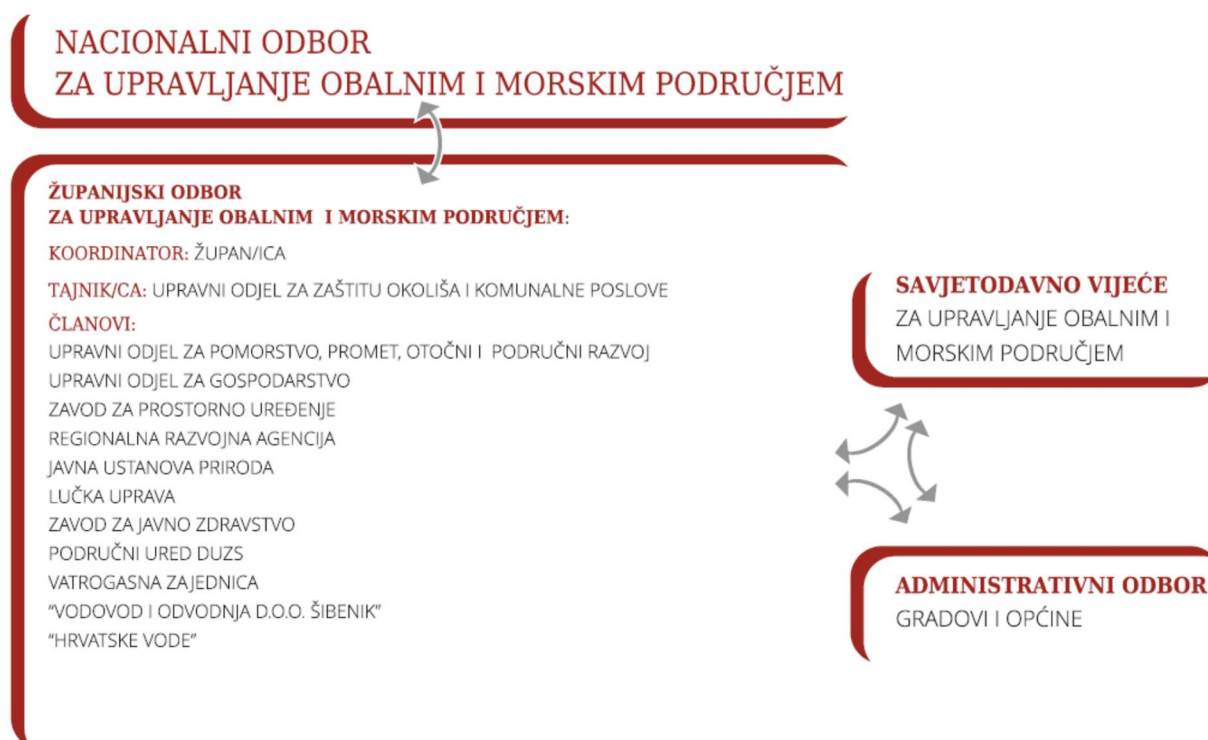 NACIONALNI ODBOR
ZA UPRAVLJANJE OBALNIM I MORSKIM PODRUČJEM
ŽUPANIJSKI ODBOR
ZA UPRAVLJANJE OBALNIM I MORSKIM PODRUČJEM:
KOORDINATOR: ŽUPAN/ICA
TAJNIK/CA: UPRAVNI ODJEL ZA ZAŠTITU OKOLIŠA I KOMUNALNE POSLOVE
ČLANOVI:
UPRAVNI ODJEL ZA POMORSTVO, PROMET, OTOČNI I PODRUČNI RAZVOJ
UPRAVNI ODJEL ZA GOSPODARSTVO
ZAVOD ZA PROSTORNO UREĐENJE
REGIONALNA RAZVOJNA AGENCIJA
JAVNA USTANOVA PRIRODA
LUČKA UPRAVA
ZAVOD ZA JAVNO ZDRAVSTVO
PODRUČNI URED DUZS
VATROGASNA ZAJEDNICA
“VODOVOD I ODVODNJA D.O.O. ŠIBENIK”
“HRVATSKE VODE”
SAVJETODAVNO VIJEĆE
ZA UPRAVLJANJE OBALNIM I
MORSKIM PODRUČJEM
ADMINISTRATIVNI ODBOR
GRADOVI I OPĆINE